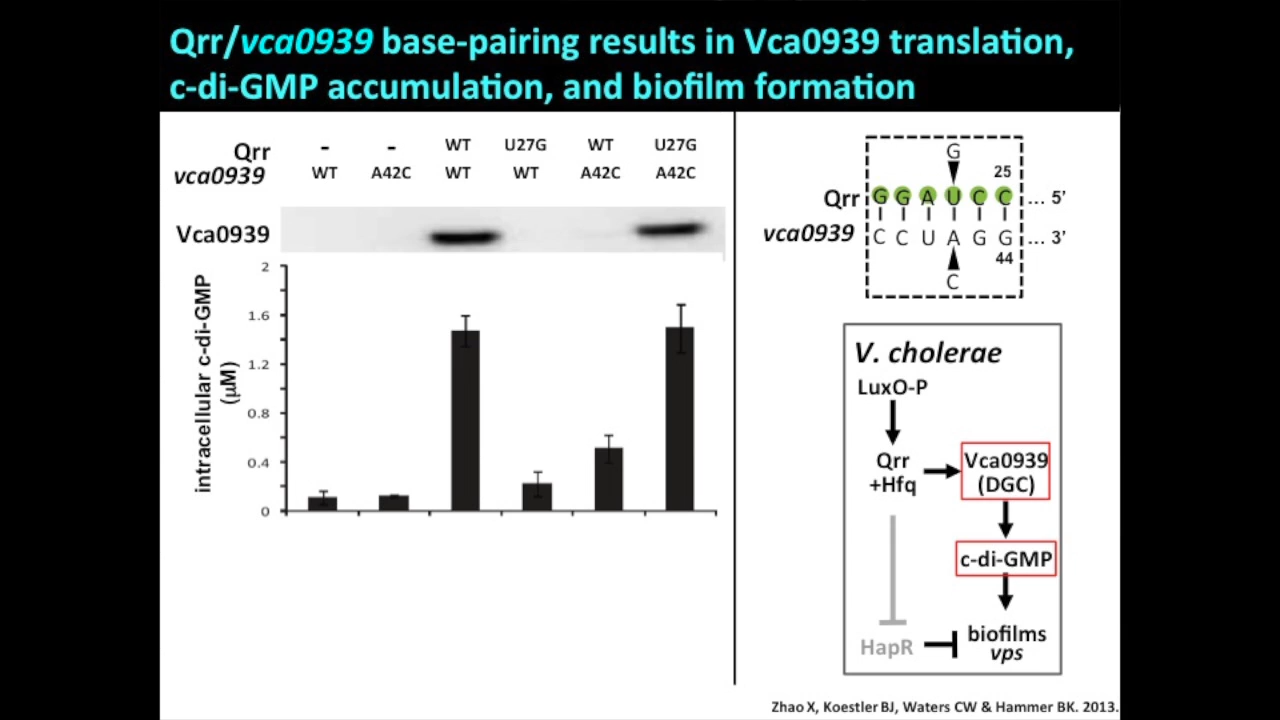 Qrr/vca0939 base-pairing results in Vca0939 translation,
c-di-GMP accumulation, and biofilm formation
Qrr - - WT U27G WT U27G
vca0939 WT A42C WT WT A42C A42C
Vca0939
intracellular c-di-GMP
(µM)
2
1.6
1.2
0.8
0.4
0
G
25
Qrr G G A U C C ... 5’
vca0939 C C U A G G ... 3’
44
C
V. cholerae
LuxO-P
Qrr
+Hfq
Vca0939
(DGC)
c-di-GMP
HapR
biofilms
vps
Zhao X, Koestler BJ, Waters CW & Hammer BK. 2013.